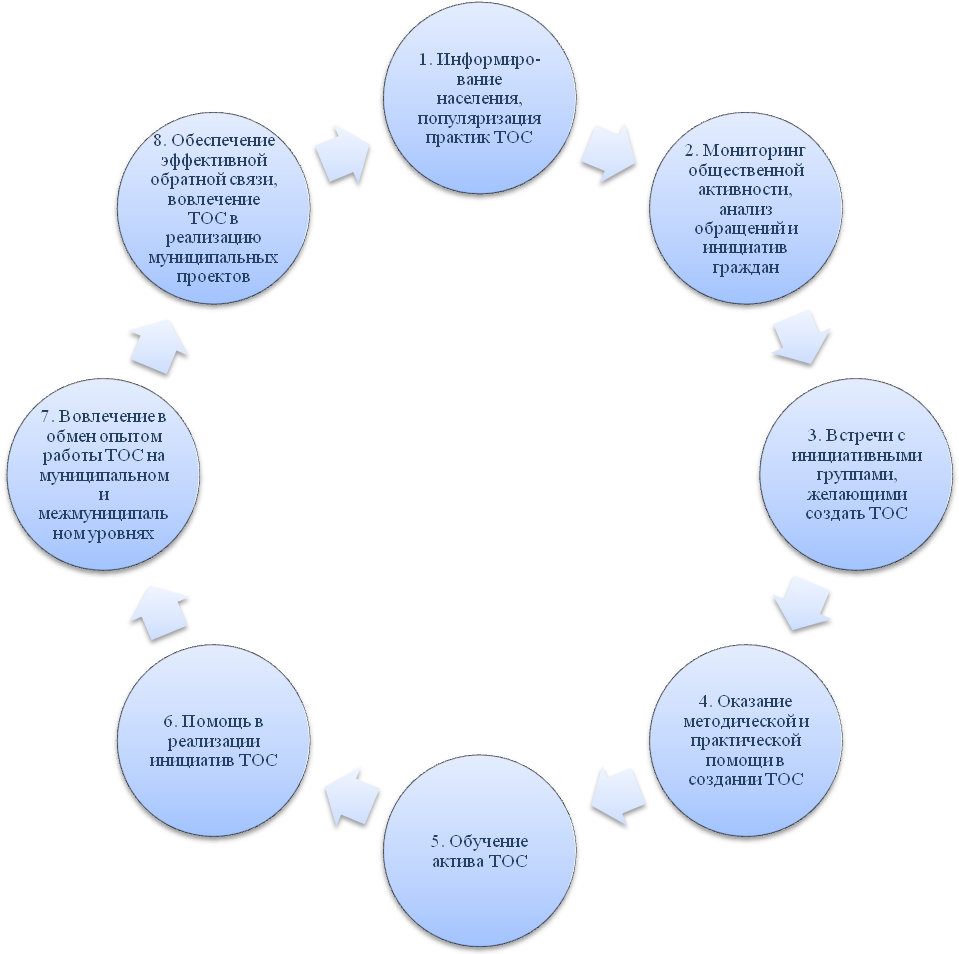 1. Информиро-
вание
населения,
популяризация
практик ТОС
2. Мониторинг
общественной
активности,
анализ
обращений и
инициатив
граждан
3. Встречи с
инициативными
группами,
желающими
создать ТОС
4. Оказание
методической и
практической
помощи в
создании ТОС
5. Обучение
актива ТОС
6. Помощь в
реализации
инициатив ТОС
7. Вовлечение в
обмен опытом
работы ТОС на
муниципальном
и
межмуниципаль
ном уровнях
8. Обеспечение
эффективной
обратной связи,
вовлечение
ТОС в
реализацию
муниципальных
проектов